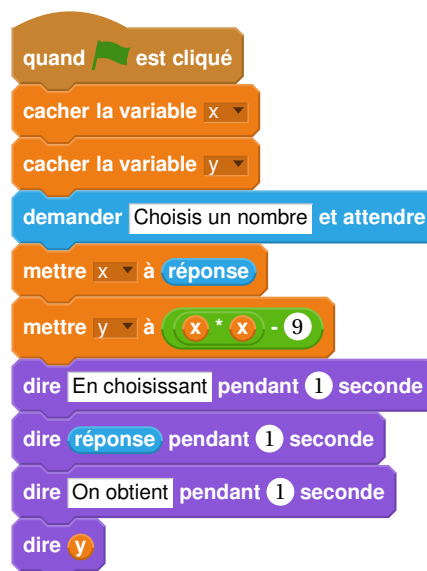 quand est cliqué
cacher la variable x
cacher la variable y
demander Choisis un nombre et attendre
mettre x à réponse
mettre y à x * x - 9
dire En choisissant pendant 1 seconde
dire réponse pendant 1 seconde
dire On obtient pendant 1 seconde
dire y